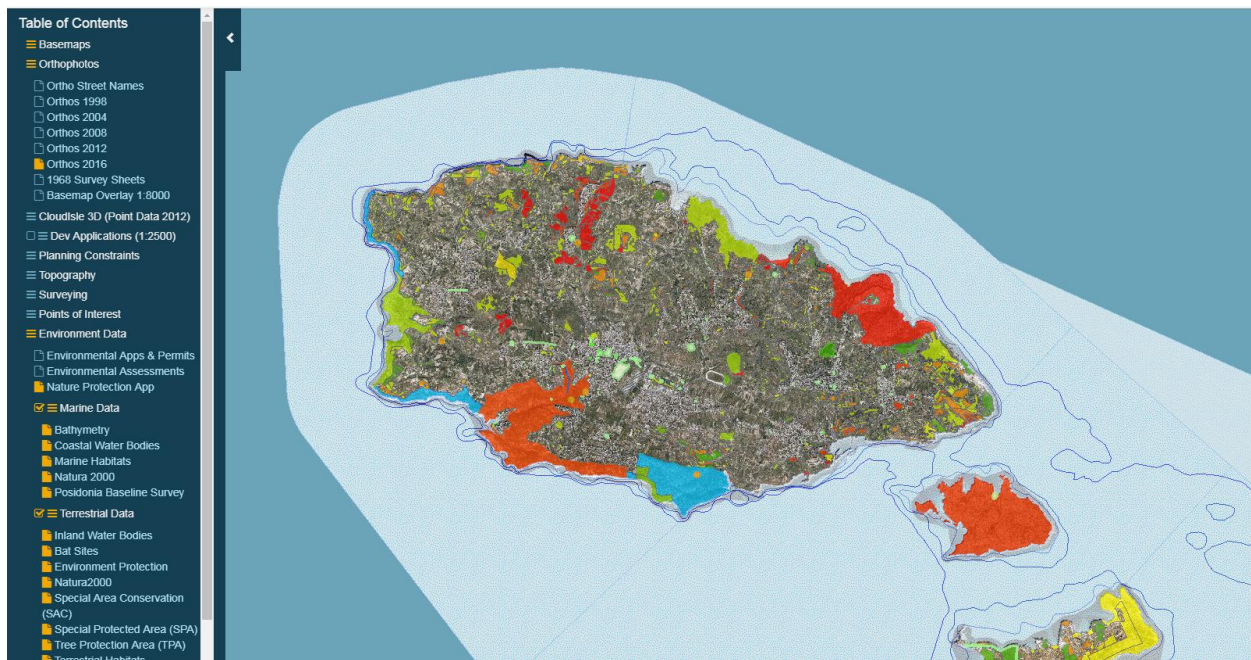 Table of Contents
Basemaps
Orthophotos
Ortho Street Names
Orthos 1998
Orthos 2004
Orthos 2008
Orthos 2012
Orthos 2016
1968 Survey Sheets
Basemap Overlay 1:8000
CloudIsle 3D (Point Data 2012)
Dev Applications (1:2500)
Planning Constraints
Topography
Surveying
Points of Interest
Environment Data
Environmental Apps & Permits
Environmental Assessments
Nature Protection App
Marine Data
Bathymetry
Coastal Water Bodies
Marine Habitats
Natura 2000
Posidonia Baseline Survey
Terrestrial Data
Inland Water Bodies
Bat Sites
Environment Protection
Natura2000
Special Area Conservation
(SAC)
Special Protected Area (SPA)
Tree Protection Area (TPA)
Terrestrial Habitats